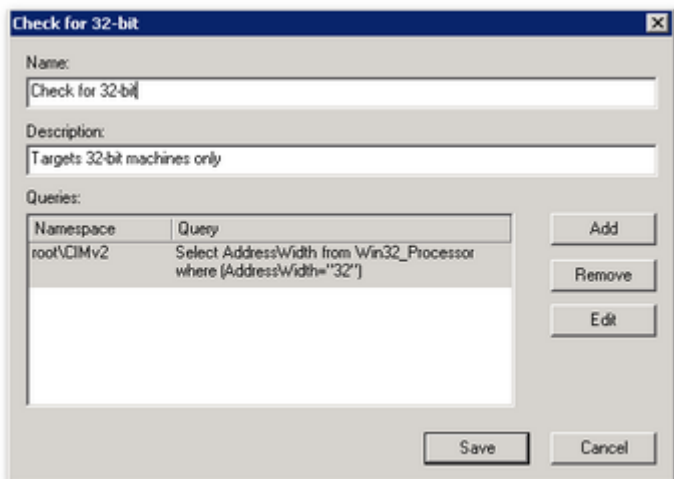 Check for 32-bit
Name:
Check for 32-bit
Description:
Targets 32-bit machines only
Queries:
Namespace Query
root\CIMv2 Select AddressWidth from Win32_Processor
where (AddressWidth="32")
Add
Remove
Edit
Save Cancel